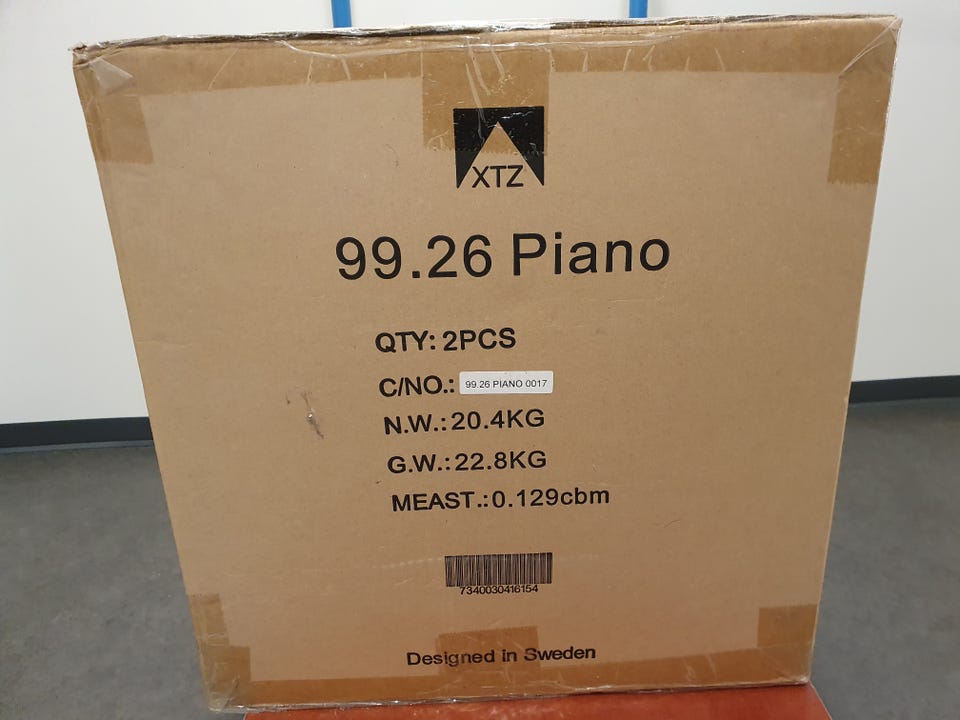 XTZ
99.26 Piano
QTY: 2PCS
C/NO.: 99.26 PIANO 0017
N.W.: 20.4KG
G.W.: 22.8KG
MEAST.: 0.129cbm
7340030416154
Designed in Sweden